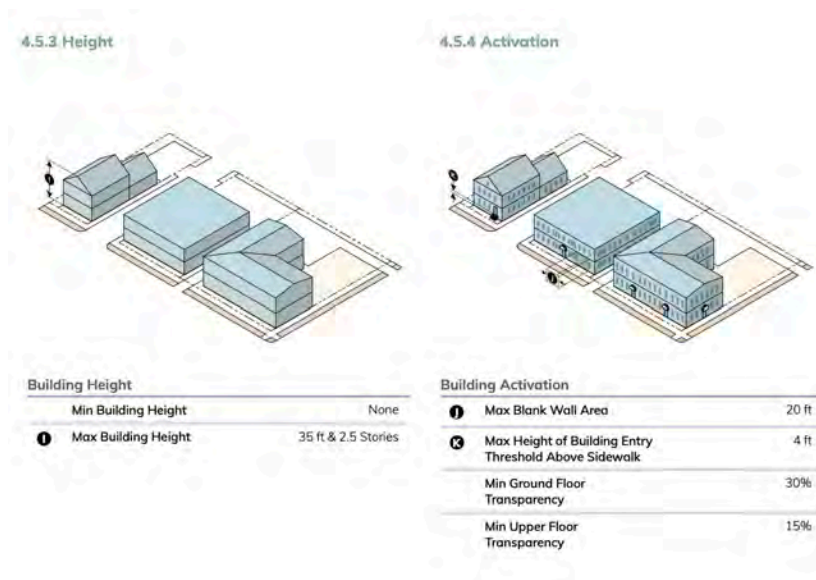 4.5.3 Height
I
Building Height
Min Building Height None
I Max Building Height 35 ft & 2.5 Stories
4.5.4 Activation
K
J
Building Activation
J Max Blank Wall Area 20 ft
K Max Height of Building Entry 4 ft
Threshold Above Sidewalk
Min Ground Floor 30%
Transparency
Min Upper Floor 15%
Transparency